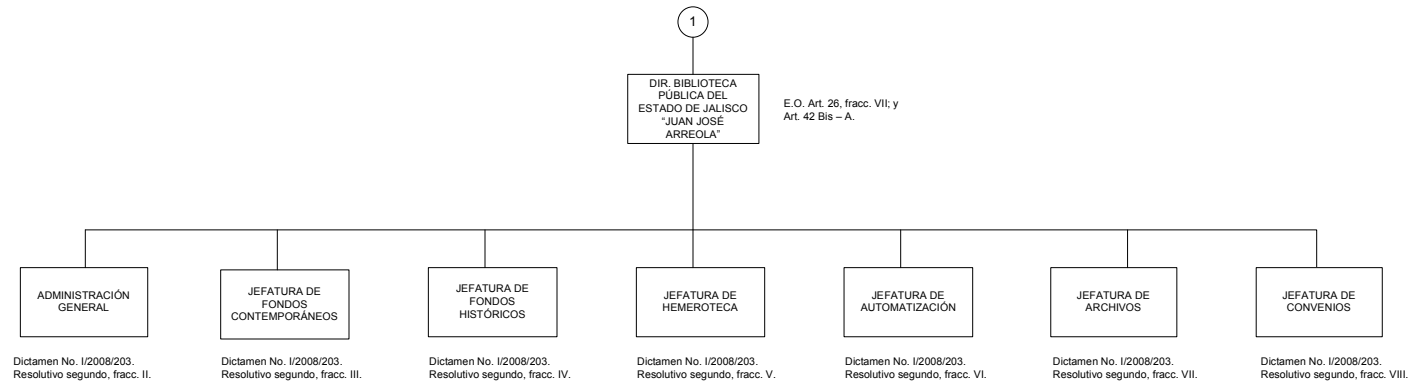 1
DIR. BIBLIOTECA
PÚBLICA DEL
ESTADO DE JALISCO
“JUAN JOSÉ
ARREOLA”
E.O. Art. 26, fracc. VII; y
Art. 42 Bis – A.
ADMINISTRACIÓN
GENERAL
Dictamen No. I/2008/203.
Resolutivo segundo, fracc. II.
JEFATURA DE
FONDOS
CONTEMPORÁNEOS
Dictamen No. I/2008/203.
Resolutivo segundo, fracc. III.
JEFATURA DE
FONDOS
HISTÓRICOS
Dictamen No. I/2008/203.
Resolutivo segundo, fracc. IV.
JEFATURA DE
HEMEROTECA
Dictamen No. I/2008/203.
Resolutivo segundo, fracc. V.
JEFATURA DE
AUTOMATIZACIÓN
Dictamen No. I/2008/203.
Resolutivo segundo, fracc. VI.
JEFATURA DE
ARCHIVOS
Dictamen No. I/2008/203.
Resolutivo segundo, fracc. VII.
JEFATURA DE
CONVENIOS
Dictamen No. I/2008/203.
Resolutivo segundo, fracc. VIII.